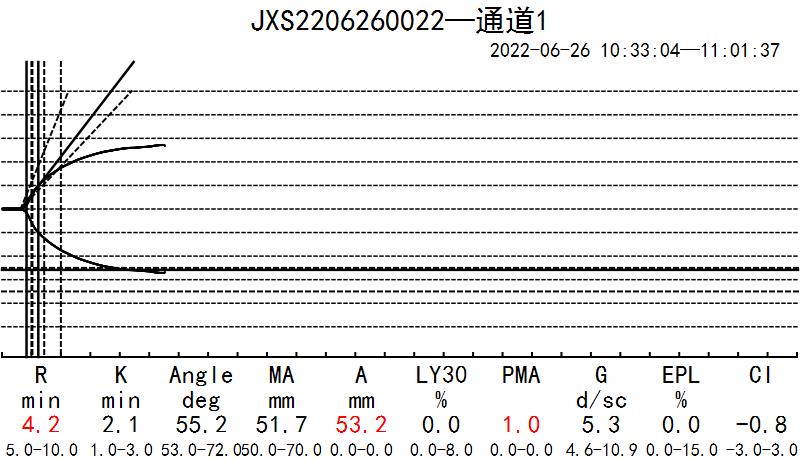 JXS2206260022—通道1
2022-06-26 10:33:04—11:01:37
R K Angle MA A LY30 PMA G EPL CI
min min deg mm mm % d/sc %
4.2 2.1 55.2 51.7 53.2 0.0 1.0 5.3 0.0 -0.8
5.0-10.0 1.0-3.0 53.0-72.0 50.0-70.0 0.0-0.0 0.0-8.0 0.0-0.0 4.6-10.9 0.0-15.0 -3.0-3.0